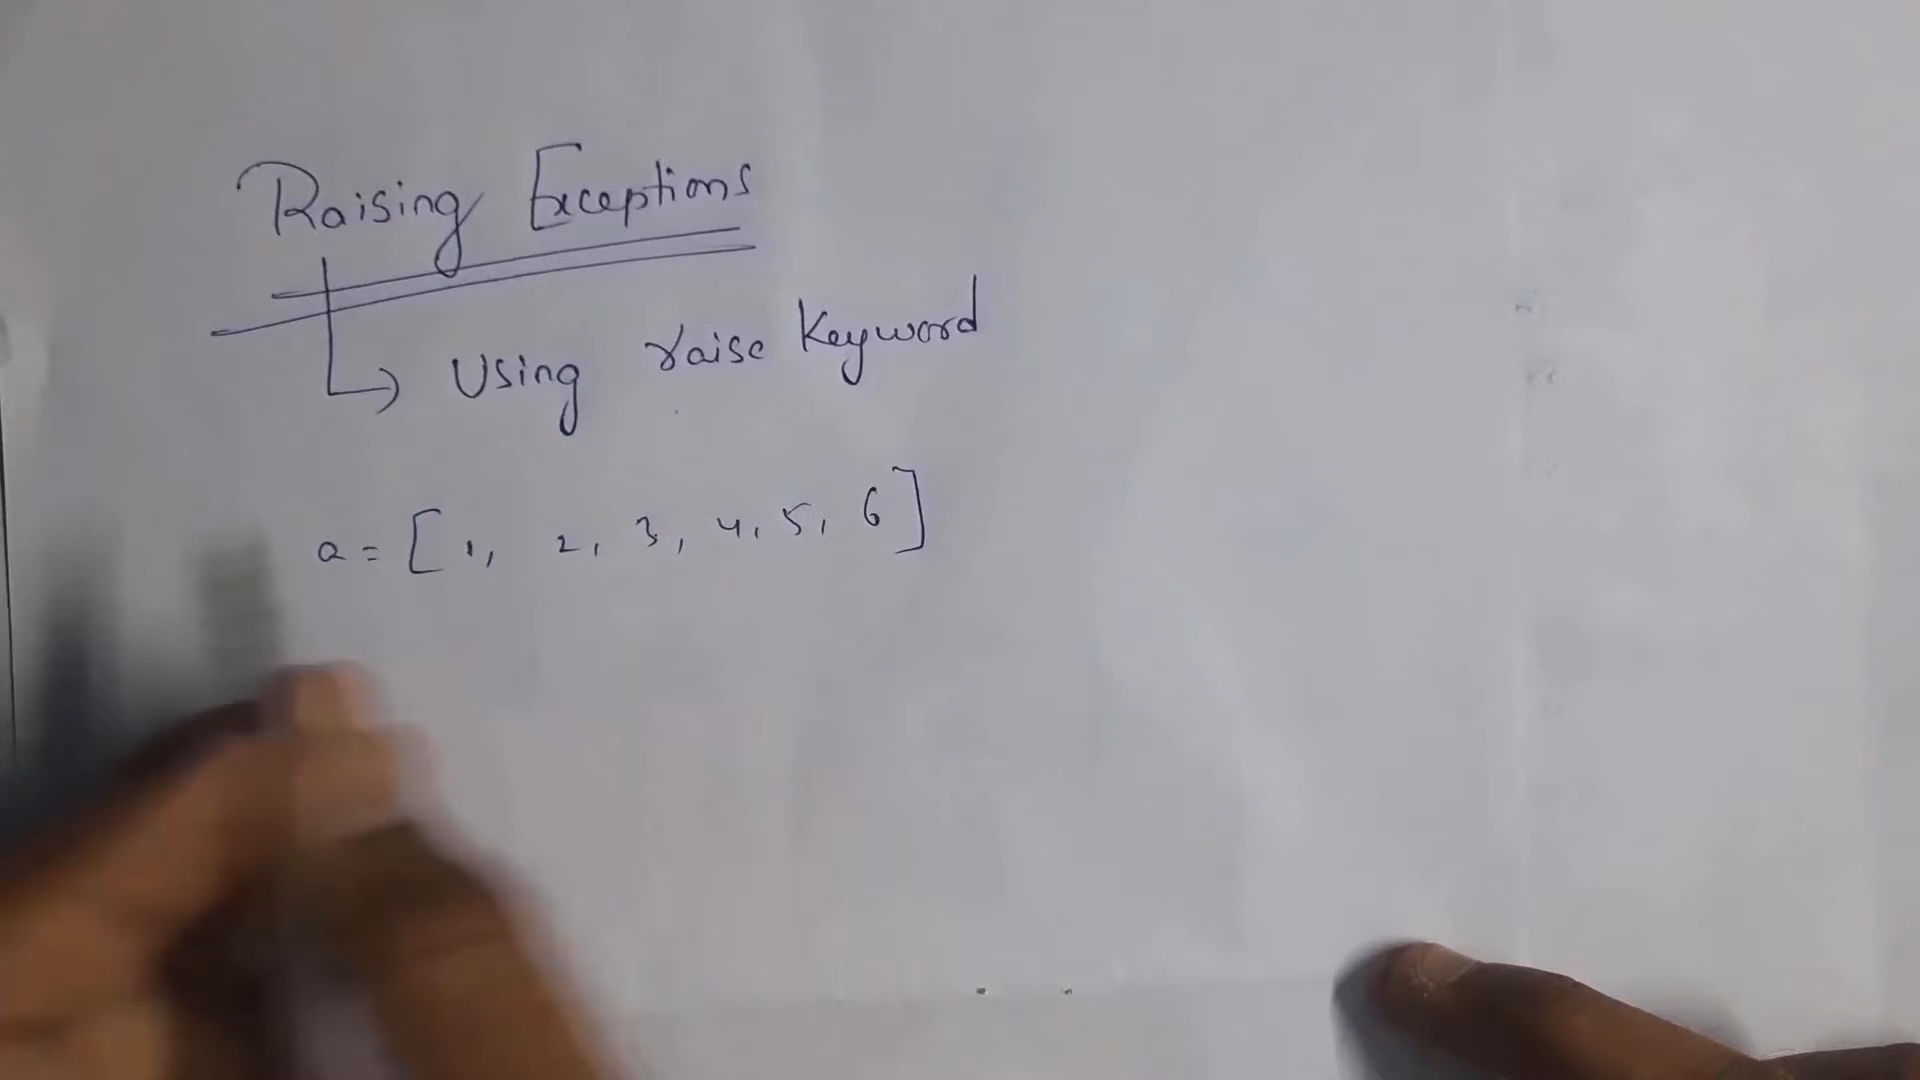 Raising Exceptions
Using raise Keyword
a = [1, 2, 3, 4, 5, 6]